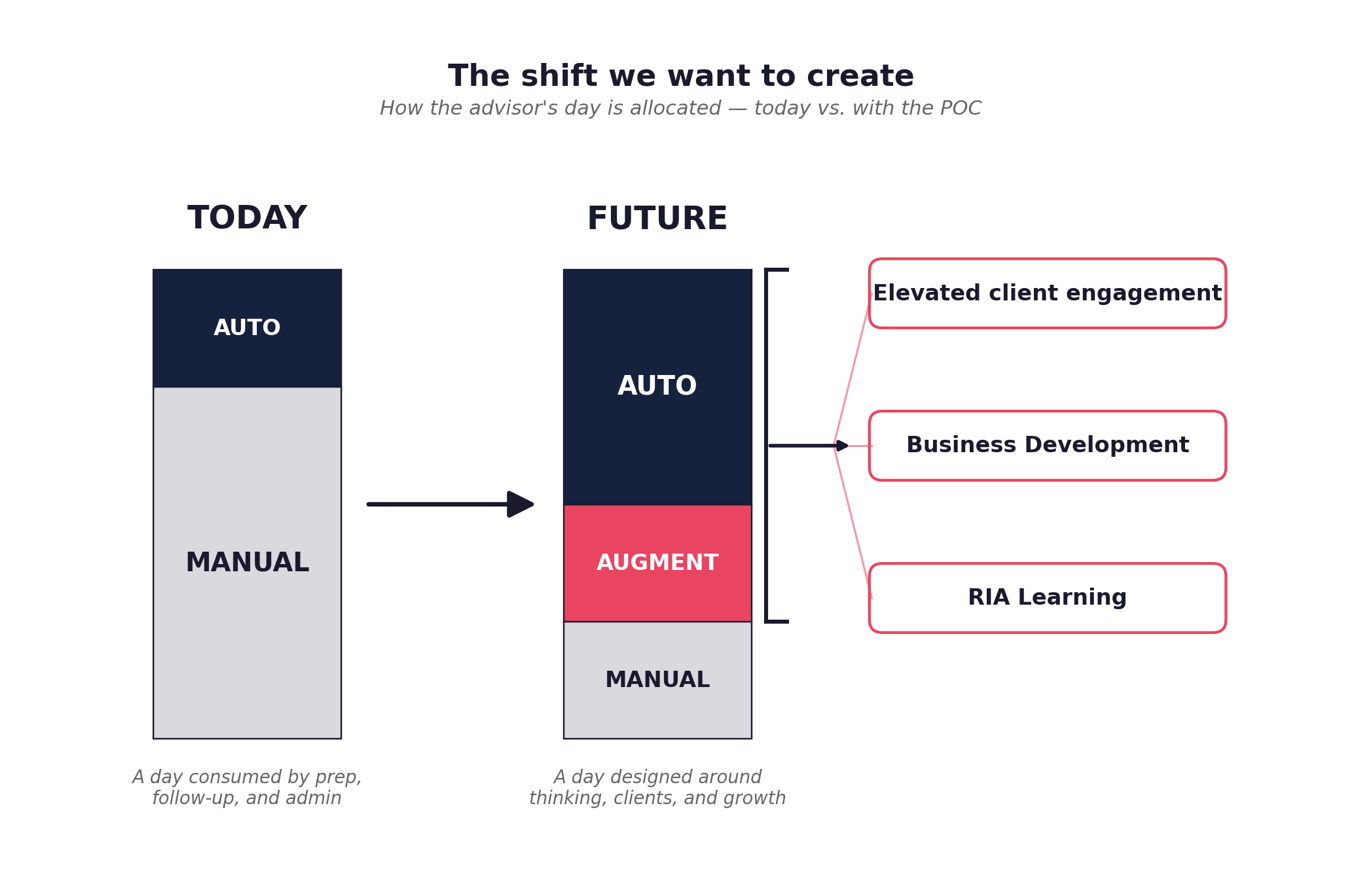 The shift we want to create
How the advisor's day is allocated — today vs. with the POC
TODAY
AUTO
MANUAL
A day consumed by prep,
follow-up, and admin
FUTURE
AUTO
AUGMENT
MANUAL
A day designed around
thinking, clients, and growth
Elevated client engagement
Business Development
RIA Learning